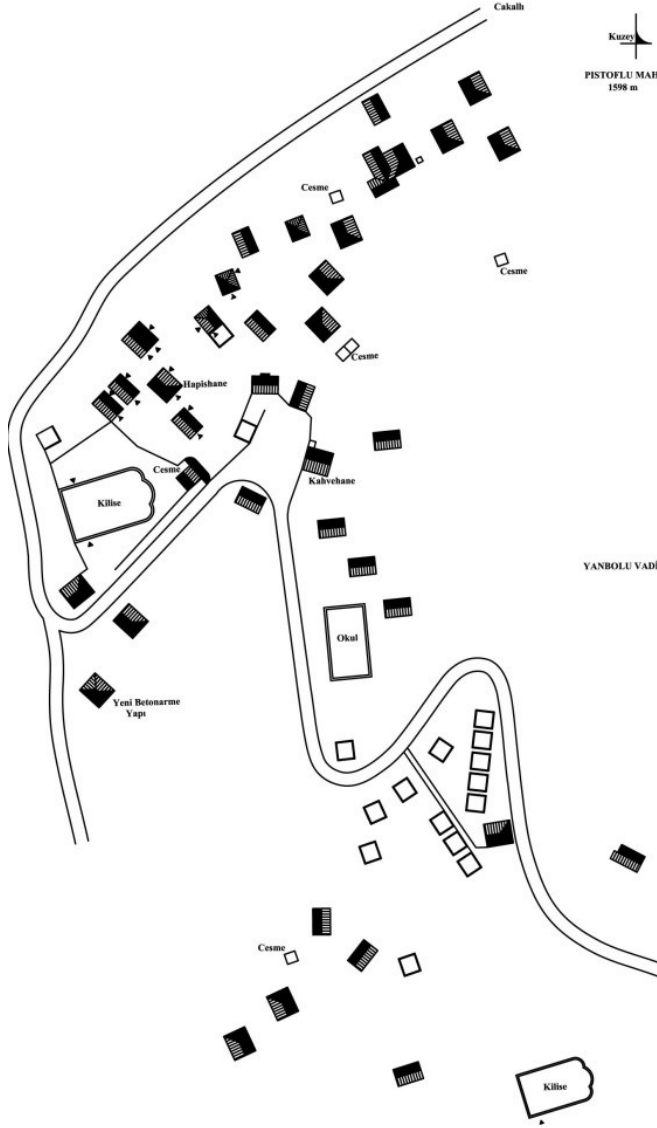 Cakallı
Kuzey
PISTOFLU MAH
1598 m
Cesme
Cesme
Cesme
Hapishane
Cesme
Kahvehane
Kilise
YANBOLU VADİ
Okul
Yeni Betonarme
Yapı
Cesme
Kilise